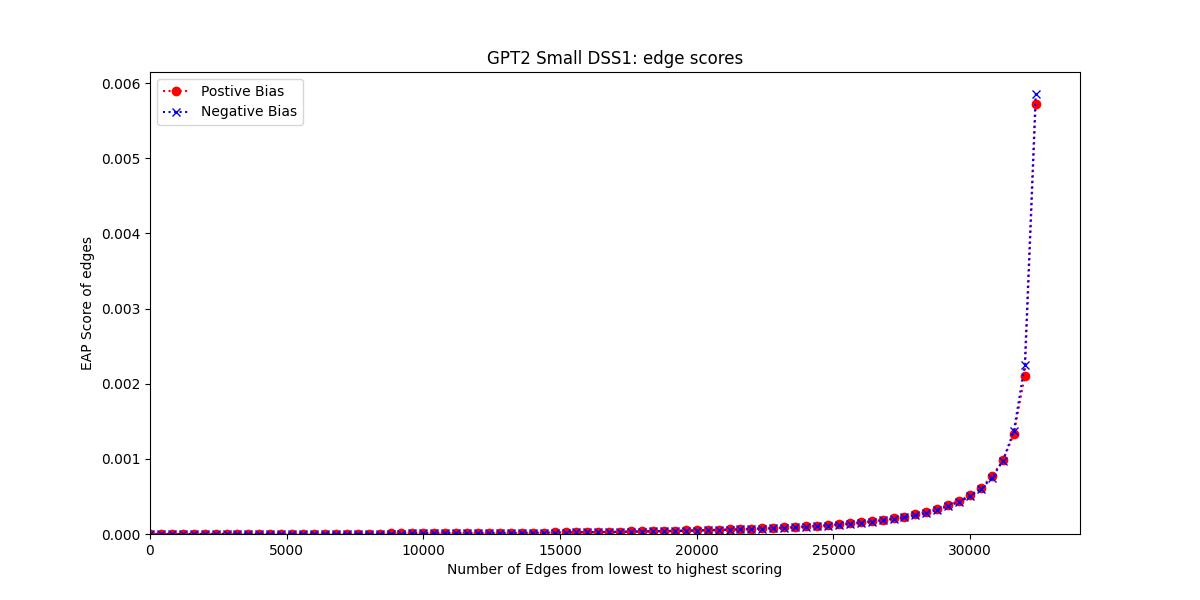 GPT2 Small DSS1: edge scores
Postive Bias
Negative Bias
EAP Score of edges
0.006
0.005
0.004
0.003
0.002
0.001
0.000
0 5000 10000 15000 20000 25000 30000
Number of Edges from lowest to highest scoring